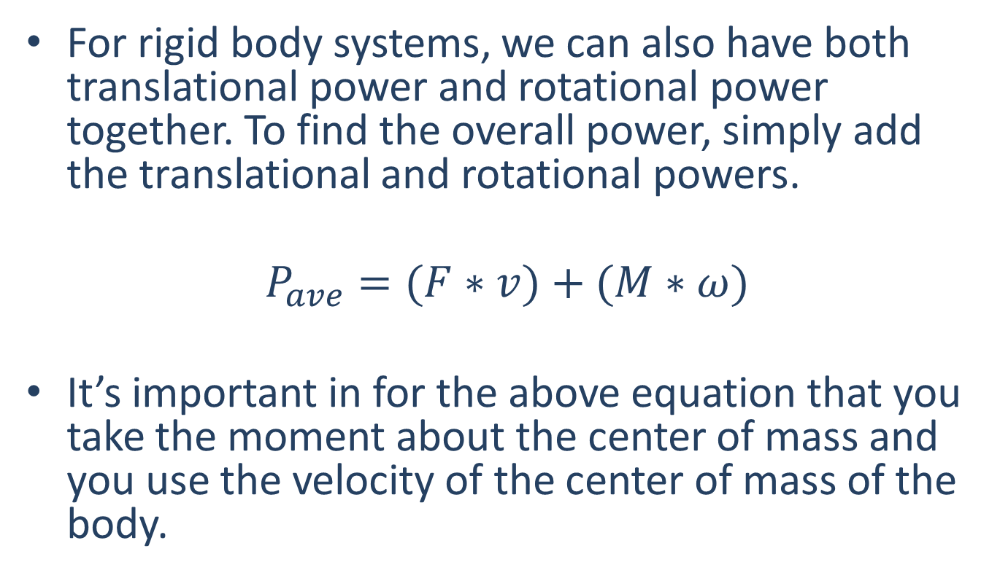 • For rigid body systems, we can also have both
translational power and rotational power
together. To find the overall power, simply add
the translational and rotational powers.
P_{ave} = (F * v) + (M * ω)
• It’s important in for the above equation that you
take the moment about the center of mass and
you use the velocity of the center of mass of the
body.